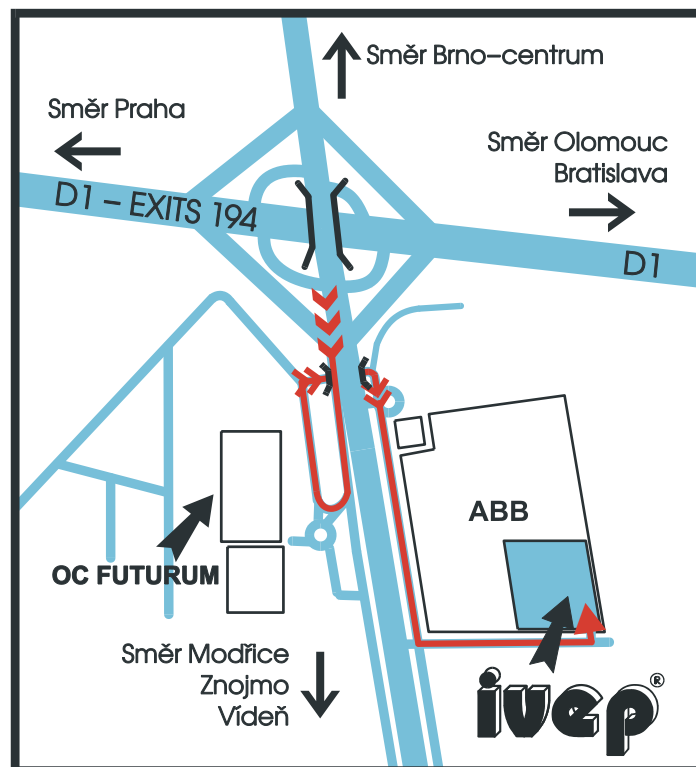 Směr Brno–centrum
Směr Praha
Směr Olomouc
Bratislava
D1 – EXITS 194
D1
ABB
OC FUTURUM
Směr Modřice
Znojmo
Vídeň
ivep®